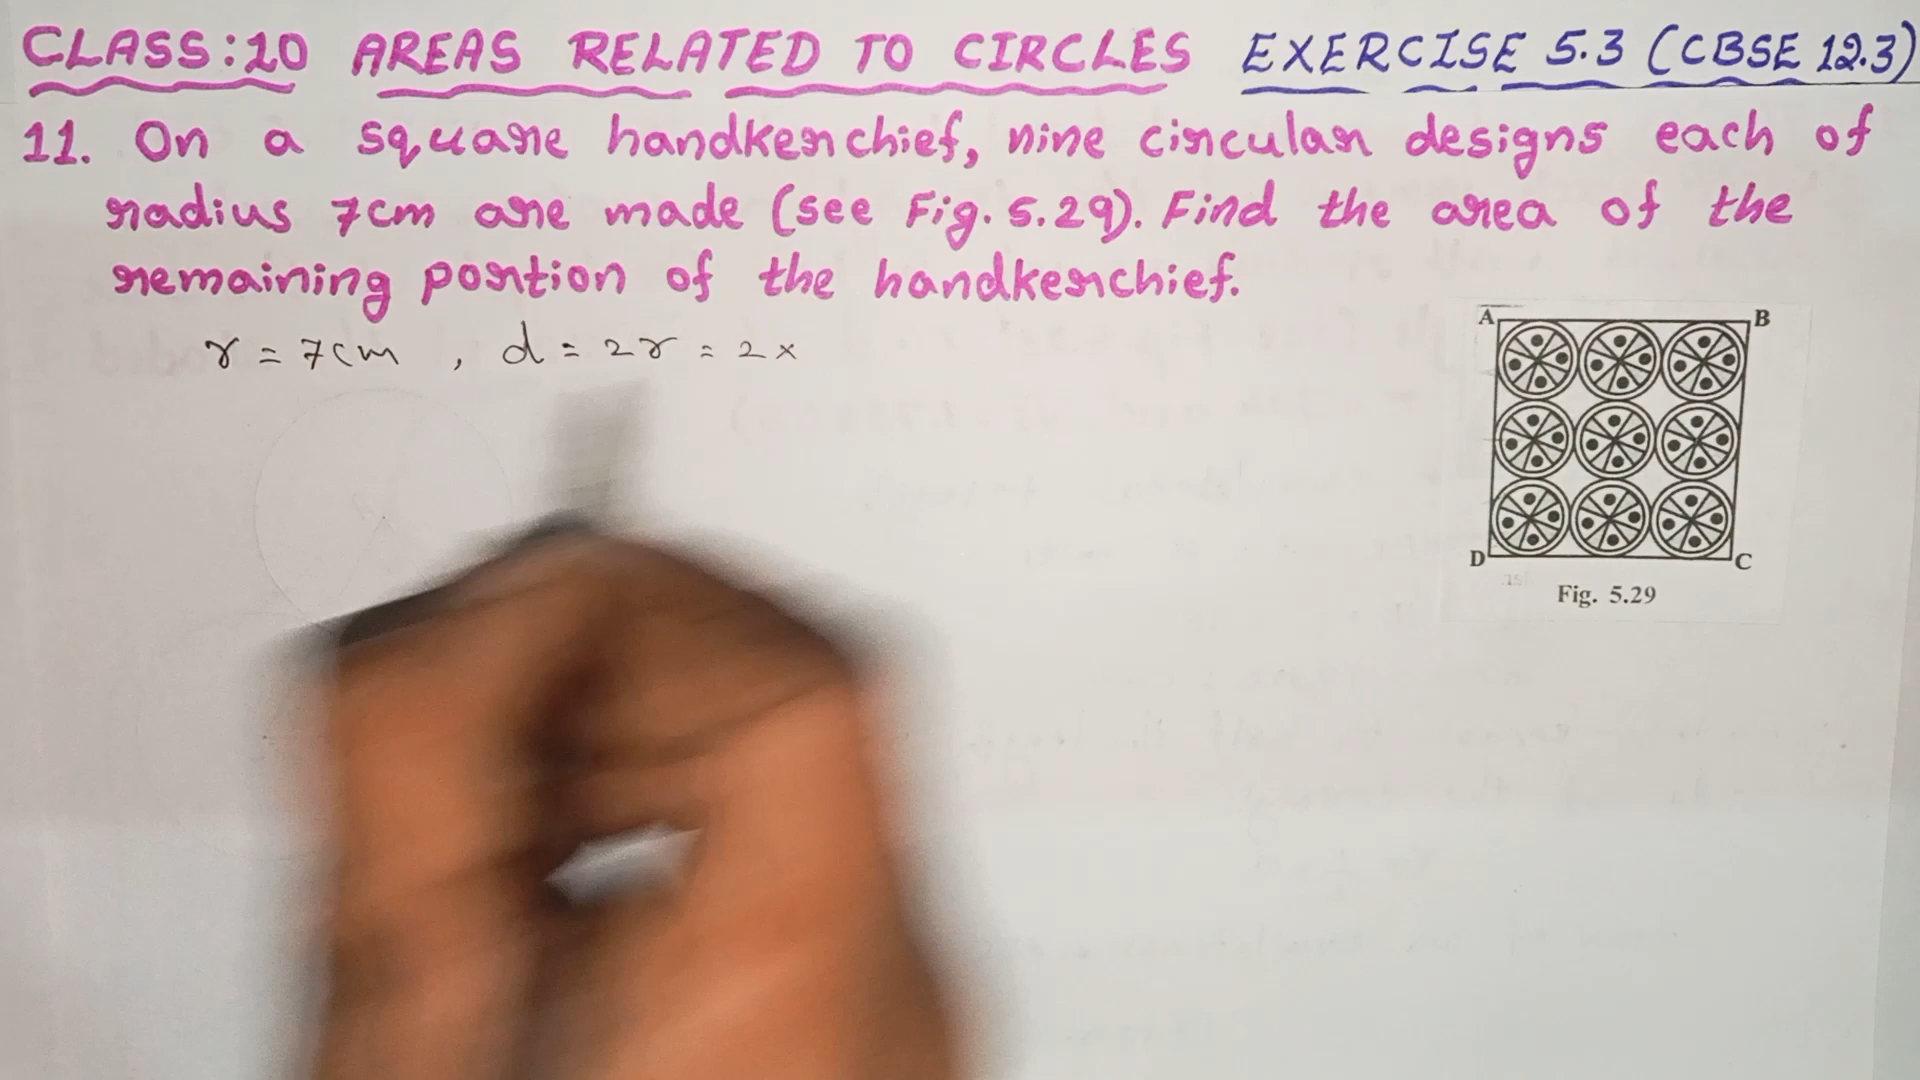 CLASS:10 AREAS RELATED TO CIRCLES EXERCISE 5.3 (CBSE 12.3)
11. On a square handkerchief, nine circular designs each of
radius 7cm are made (see Fig. 5.29). Find the area of the
remaining portion of the handkerchief.
r = 7cm , d = 2r = 2 x
A B
D C
Fig. 5.29